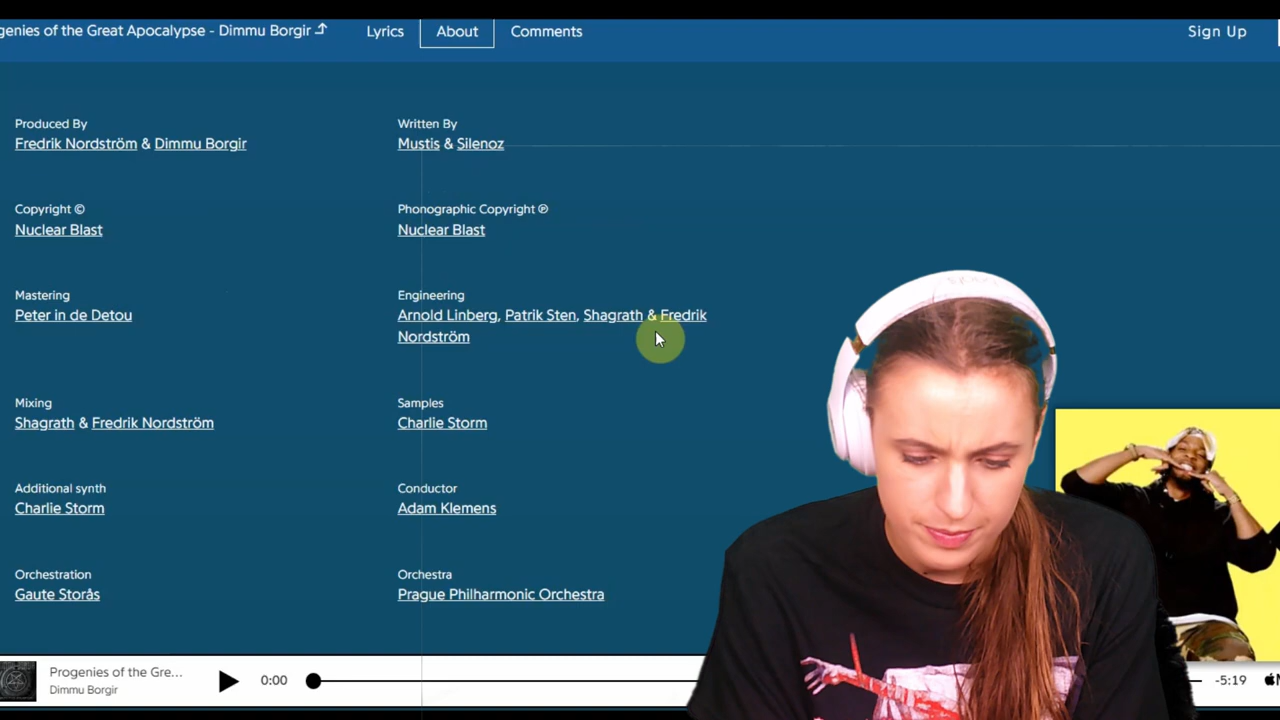 genies of the Great Apocalypse - Dimmu Borgir
Lyrics
About
Comments
Sign Up
Produced By
Fredrik Nordström & Dimmu Borgir
Written By
Mustis & Silenoz
Copyright ©
Nuclear Blast
Phonographic Copyright ℗
Nuclear Blast
Mastering
Peter in de Detou
Engineering
Arnold Linberg, Patrik Sten, Shagrath & Fredrik
Nordström
Mixing
Shagrath & Fredrik Nordström
Samples
Charlie Storm
Additional synth
Charlie Storm
Conductor
Adam Klemens
Orchestration
Gaute Storås
Orchestra
Prague Philharmonic Orchestra
Progenies of the Gre...
Dimmu Borgir
0:00
-5:19